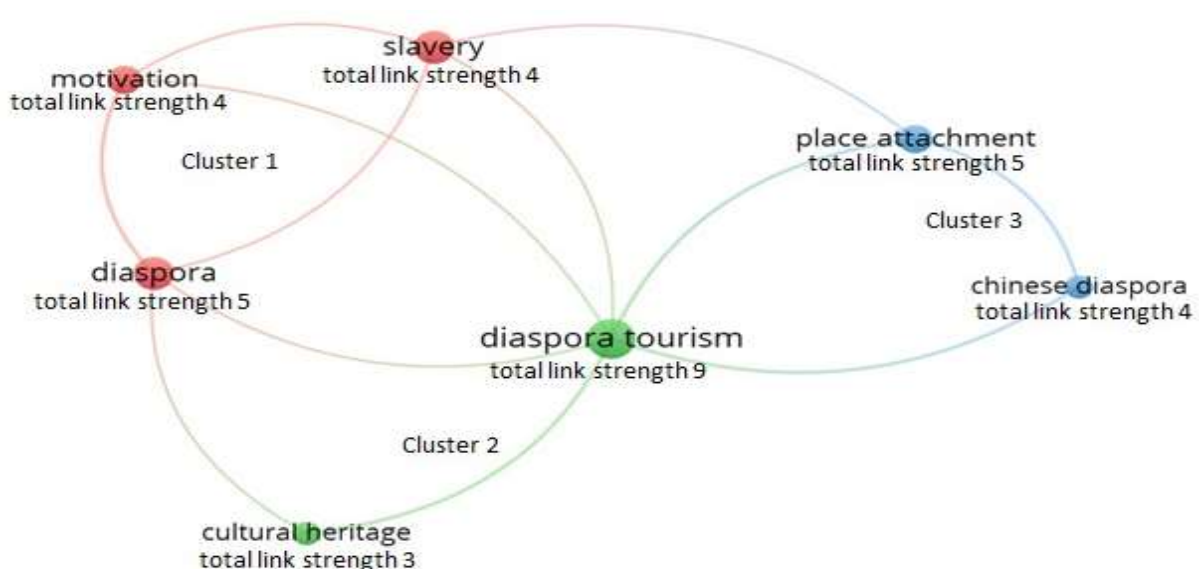 slavery
total link strength 4
motivation
total link strength 4
place attachment
total link strength 5
Cluster 1
Cluster 3
diaspora
total link strength 5
chinese diaspora
total link strength 4
diaspora tourism
total link strength 9
Cluster 2
cultural heritage
total link strength 3